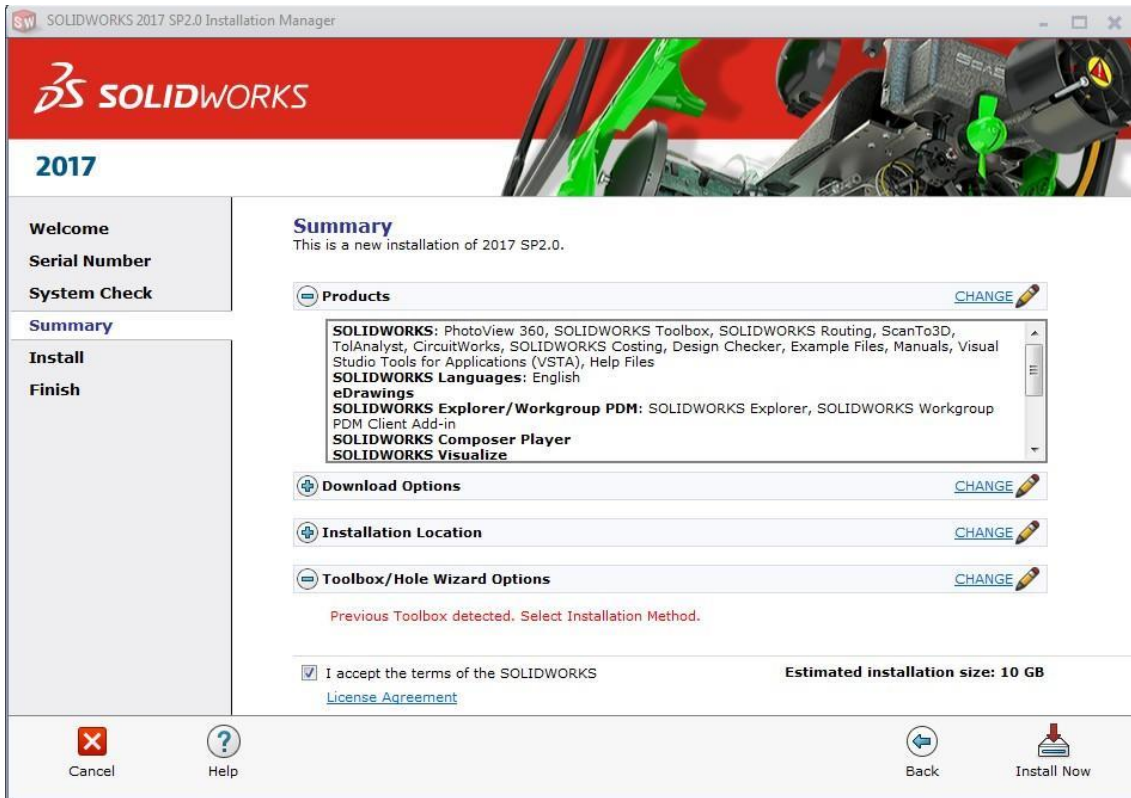 SW SOLIDWORKS 2017 SP2.0 Installation Manager
SOLIDWORKS
2017
Welcome
Serial Number
System Check
Summary
Install
Finish
Summary
This is a new installation of 2017 SP2.0.
Products CHANGE
SOLIDWORKS: PhotoView 360, SOLIDWORKS Toolbox, SOLIDWORKS Routing, ScanTo3D,
TolAnalyst, CircuitWorks, SOLIDWORKS Costing, Design Checker, Example Files, Manuals, Visual
Studio Tools for Applications (VSTA), Help Files
SOLIDWORKS Languages: English
eDrawings
SOLIDWORKS Explorer/Workgroup PDM: SOLIDWORKS Explorer, SOLIDWORKS Workgroup
PDM Client Add-in
SOLIDWORKS Composer Player
SOLIDWORKS Visualize
Download Options CHANGE
Installation Location CHANGE
Toolbox/Hole Wizard Options CHANGE
Previous Toolbox detected. Select Installation Method.
I accept the terms of the SOLIDWORKS
License Agreement
Estimated installation size: 10 GB
Cancel
Help
Back
Install Now